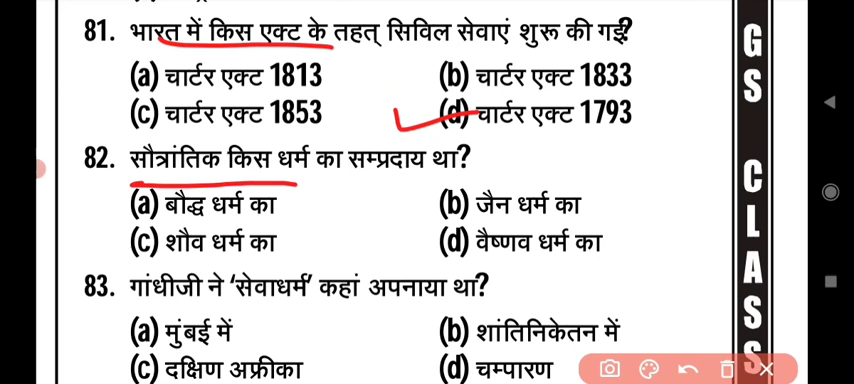 81. भारत में किस एक्ट के तहत् सिविल सेवाएं शुरू की गई?
(a) चार्टर एक्ट 1813 (b) चार्टर एक्ट 1833
(c) चार्टर एक्ट 1853 (d) चार्टर एक्ट 1793
82. सौत्रांतिक किस धर्म का सम्प्रदाय था?
(a) बौद्ध धर्म का (b) जैन धर्म का
(c) शौव धर्म का (d) वैष्णव धर्म का
83. गांधीजी ने 'सेवाधर्म' कहां अपनाया था?
(a) मुंबई में (b) शांतिनिकेतन में
(c) दक्षिण अफ्रीका (d) चम्पारण
GS CLASS